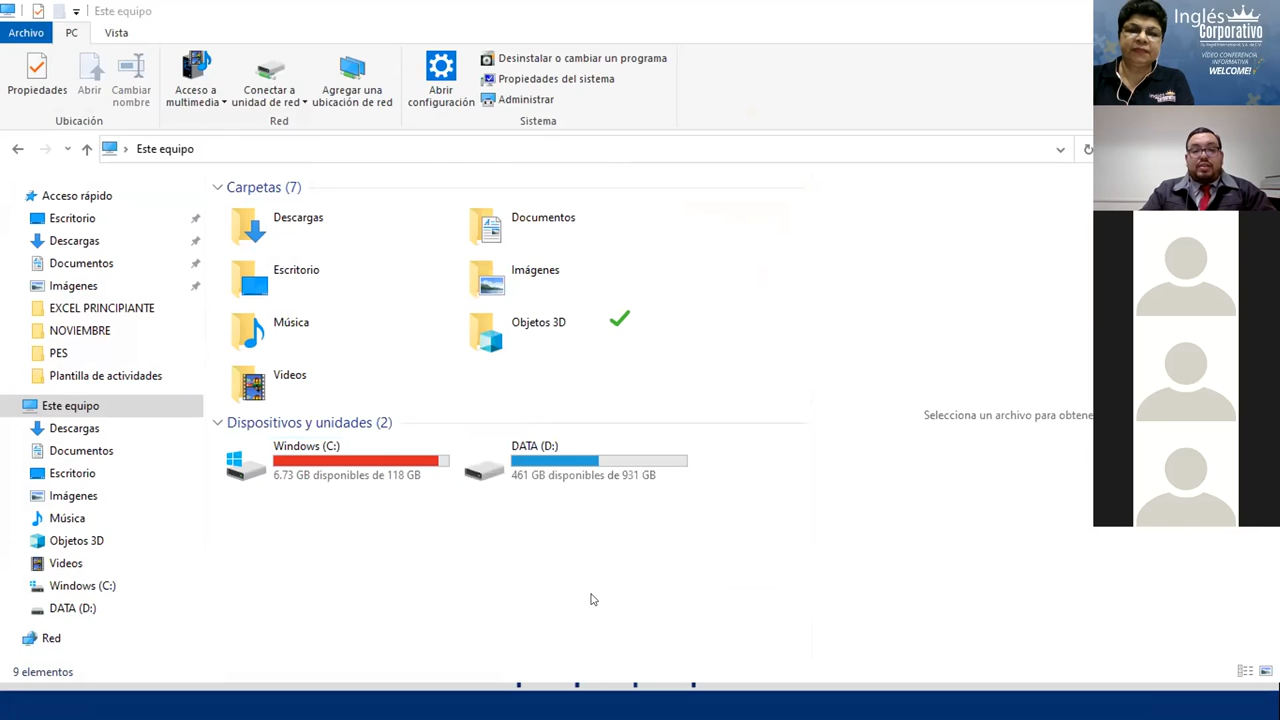 Este equipo
Archivo PC Vista
Propiedades
Abrir
Cambiar nombre
Ubicación
Acceso a multimedia
Conectar a unidad de red
Agregar una ubicación de red
Red
Abrir configuración
Desinstalar o cambiar un programa
Propiedades del sistema
Administrar
Sistema
Este equipo
Acceso rápido
Escritorio
Descargas
Documentos
Imágenes
EXCEL PRINCIPIANTE
NOVIEMBRE
PES
Plantilla de actividades
Este equipo
Descargas
Documentos
Escritorio
Imágenes
Música
Objetos 3D
Videos
Windows (C:)
DATA (D:)
Red
Carpetas (7)
Descargas
Documentos
Escritorio
Imágenes
Música
Objetos 3D
Videos
Dispositivos y unidades (2)
Windows (C:)
6.73 GB disponibles de 118 GB
DATA (D:)
461 GB disponibles de 931 GB
Selecciona un archivo para obtene
9 elementos
Inglés
Corporativo
VÍDEO CONFERENCIA
INFORMATIVA
WELCOME!